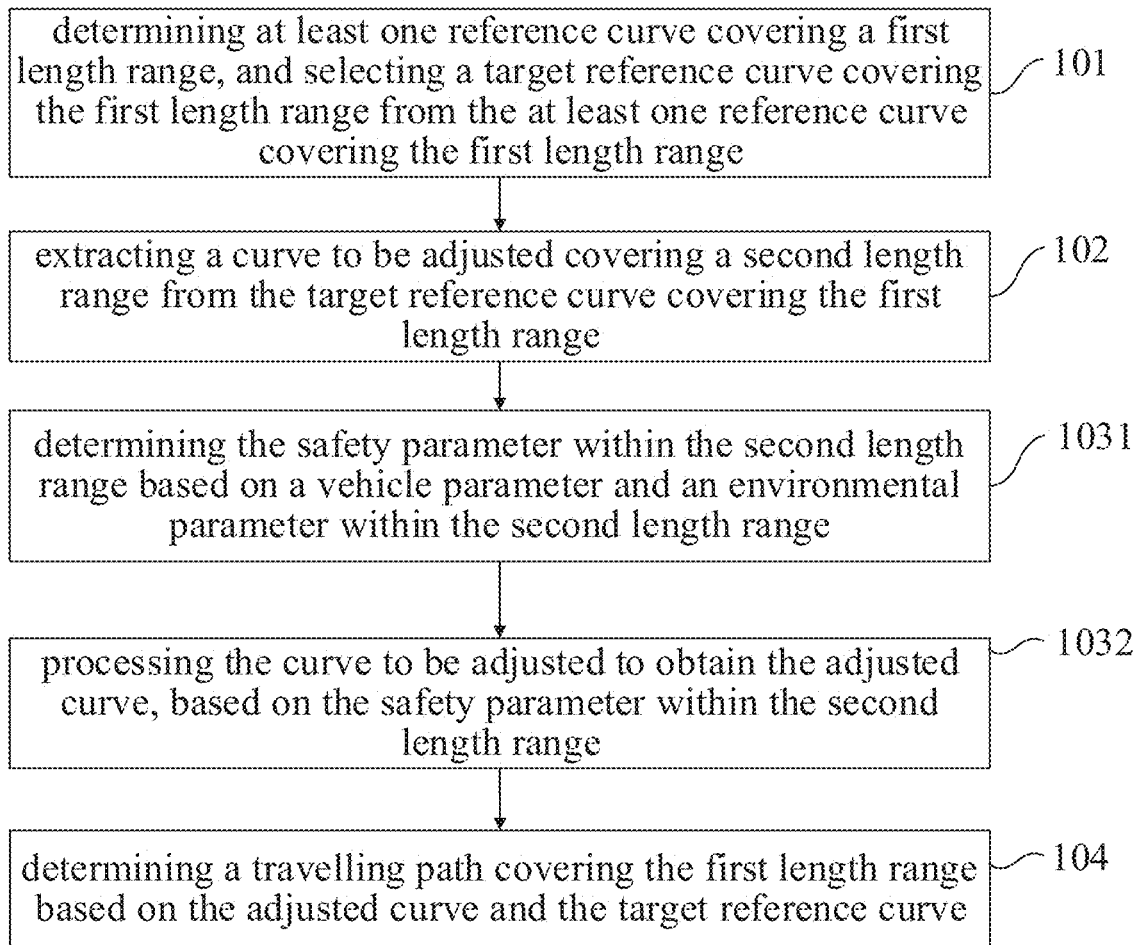 determining at least one reference curve covering a first
length range, and selecting a target reference curve covering
the first length range from the at least one reference curve
covering the first length range
101
extracting a curve to be adjusted covering a second length
range from the target reference curve covering the first
length range
102
determining the safety parameter within the second length
range based on a vehicle parameter and an environmental
parameter within the second length range
1031
processing the curve to be adjusted to obtain the adjusted
curve, based on the safety parameter within the second
length range
1032
determining a travelling path covering the first length range
based on the adjusted curve and the target reference curve
104